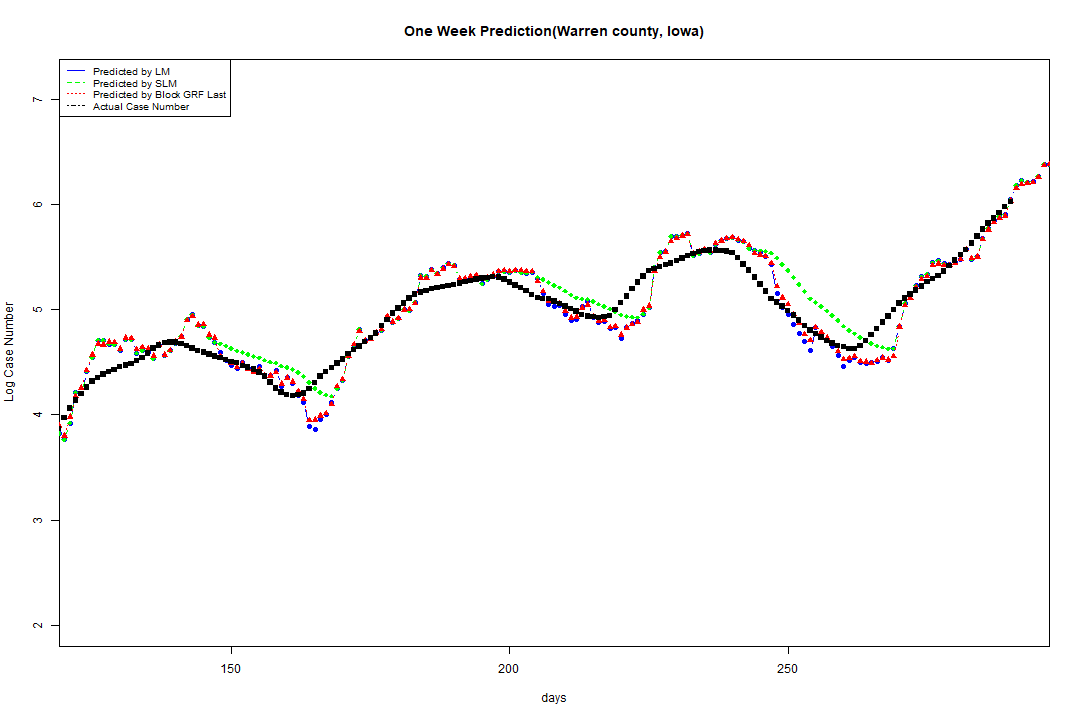 One Week Prediction(Warren county, Iowa)
Predicted by LM
Predicted by SLM
Predicted by Block GRF Last
Actual Case Number
7
6
5
4
3
2
Log Case Number
150 200 250
days